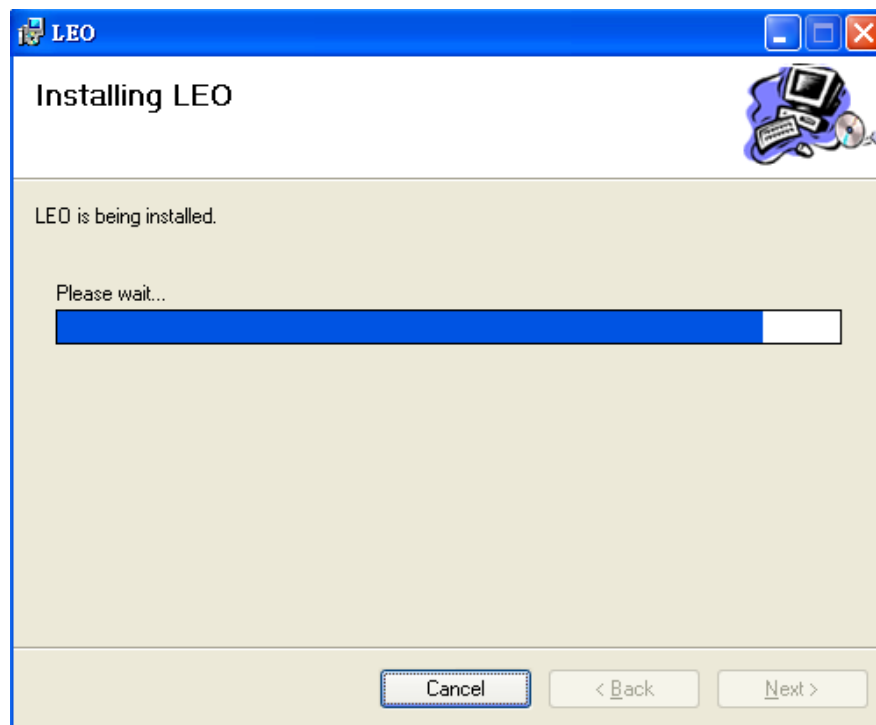 LEO
Installing LEO
LEO is being installed.
Please wait...
Cancel
< Back
Next >